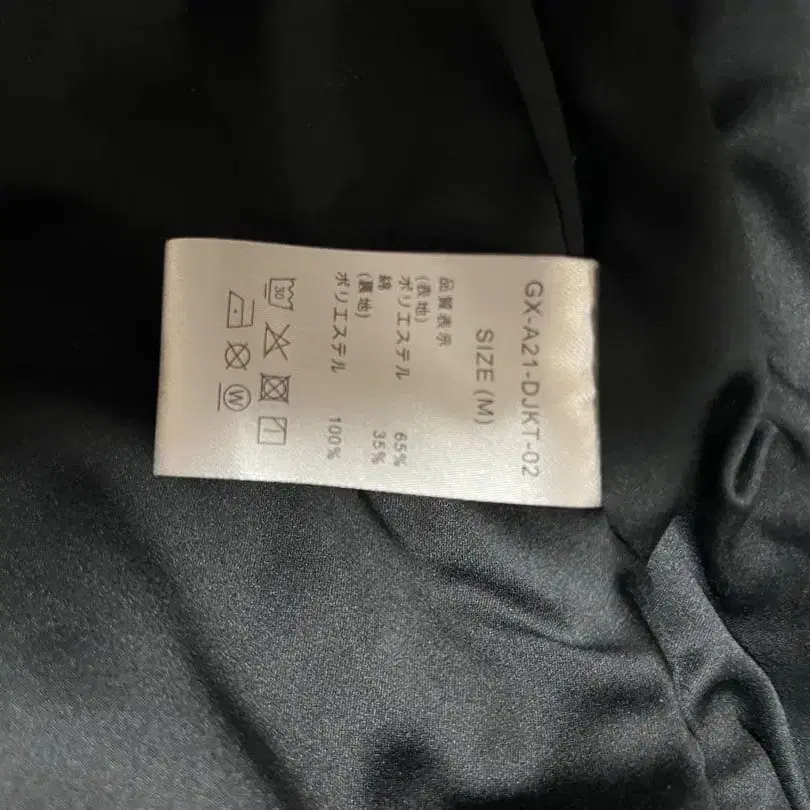 GX-A21-DJKT-02
SIZE (M)
品質表示
(表地)
ポリエステル 65%
綿 35%
(裏地)
ポリエステル 100%
30
W